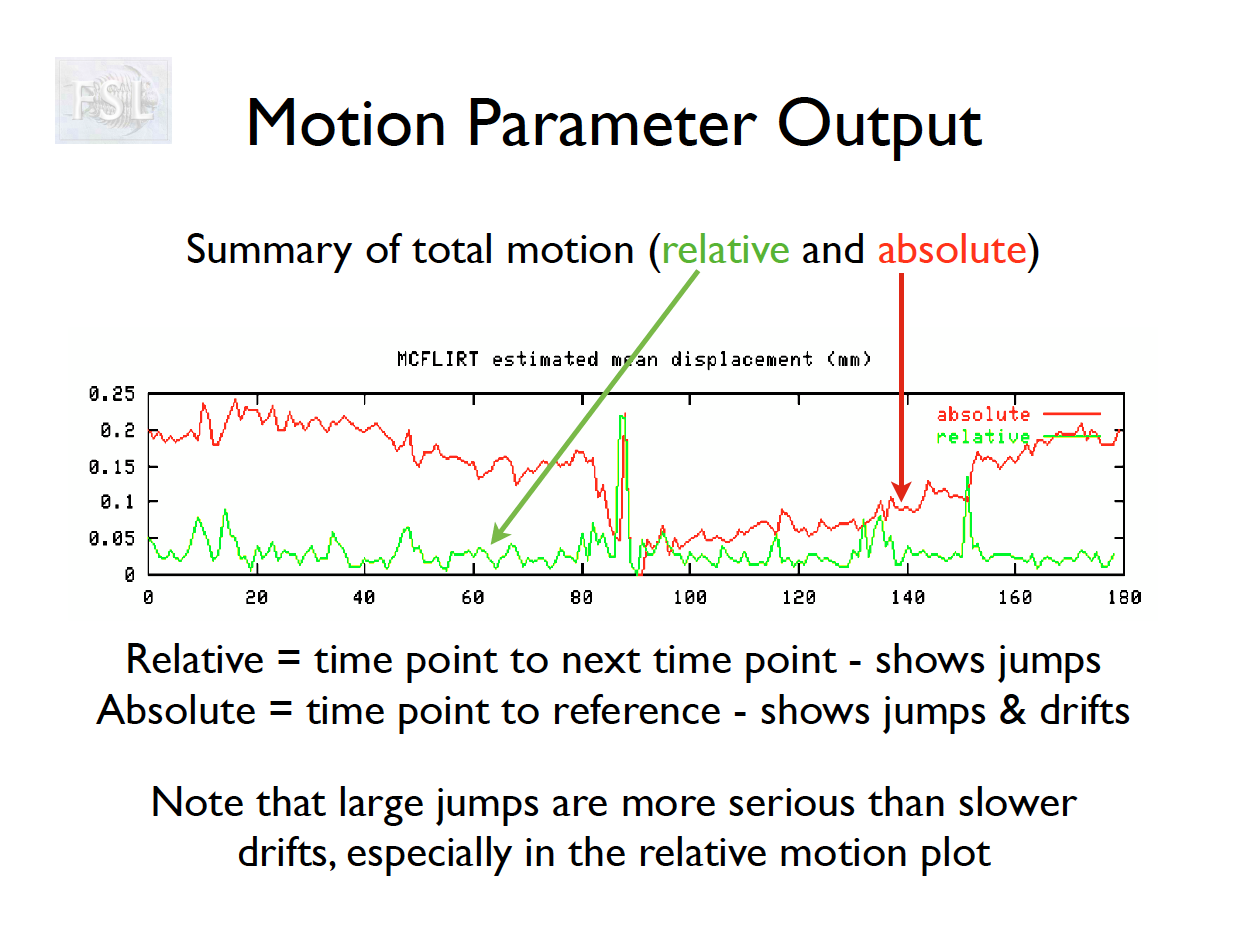 FSL
Motion Parameter Output
Summary of total motion (relative and absolute)
MCFLIRT estimated mean displacement (mm)
0.25
0.2
0.15
0.1
0.05
0
absolute
relative
0 20 40 60 80 100 120 140 160 180
Relative = time point to next time point - shows jumps
Absolute = time point to reference - shows jumps & drifts
Note that large jumps are more serious than slower
drifts, especially in the relative motion plot